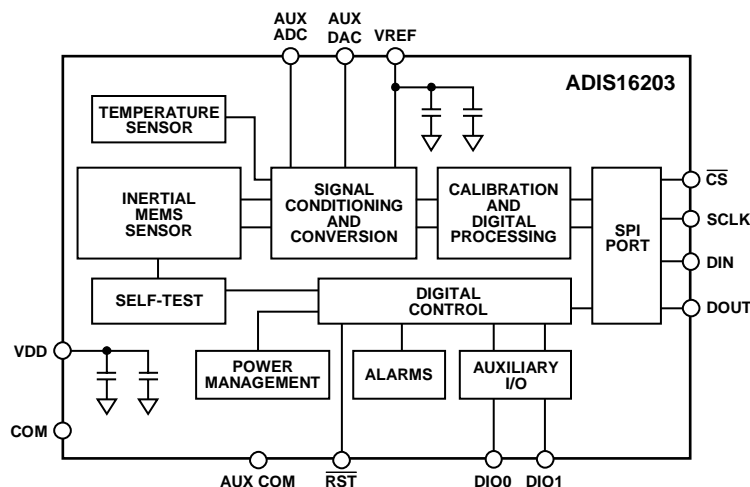 AUX
ADC
AUX
DAC
VREF
ADIS16203
TEMPERATURE
SENSOR
INERTIAL
MEMS
SENSOR
SIGNAL
CONDITIONING
AND
CONVERSION
CALIBRATION
AND
DIGITAL
PROCESSING
SPI
PORT
C̅S̅
SCLK
DIN
DOUT
SELF-TEST
DIGITAL
CONTROL
VDD
POWER
MANAGEMENT
ALARMS
AUXILIARY
I/O
COM
AUX COM
R̅S̅T̅
DIO0
DIO1